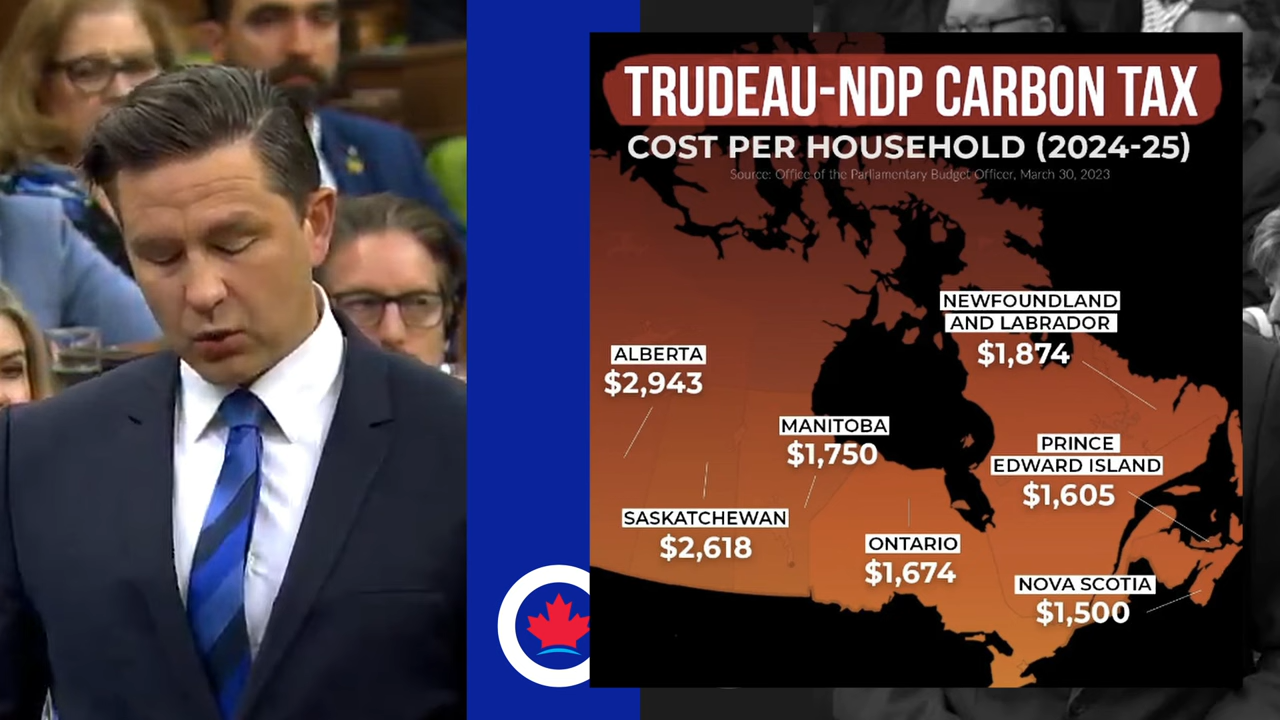 TRUDEAU-NDP CARBON TAX
COST PER HOUSEHOLD (2024-25)
Source: Office of the Parliamentary Budget Officer, March 30, 2023
NEWFOUNDLAND
AND LABRADOR
$1,874
ALBERTA
$2,943
MANITOBA
$1,750
PRINCE
EDWARD ISLAND
$1,605
SASKATCHEWAN
$2,618
ONTARIO
$1,674
NOVA SCOTIA
$1,500